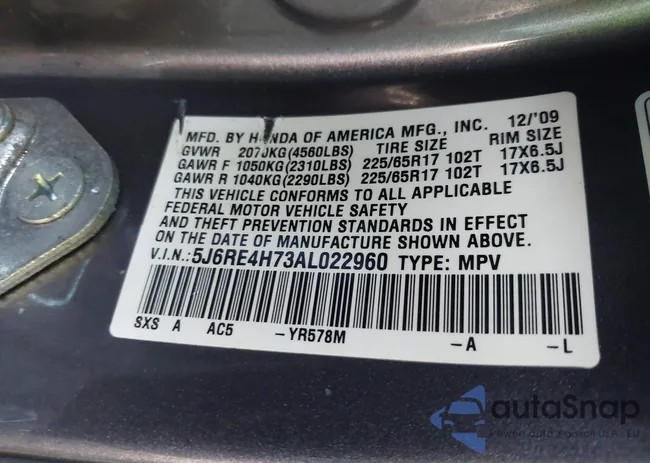 MFD. BY HONDA OF AMERICA MFG., INC. 12/'09
GVWR 2070KG(4560LBS) TIRE SIZE RIM SIZE
GAWR F 1050KG(2310LBS) 225/65R17 102T 17X6.5J
GAWR R 1040KG(2290LBS) 225/65R17 102T 17X6.5J
THIS VEHICLE CONFORMS TO ALL APPLICABLE
FEDERAL MOTOR VEHICLE SAFETY
AND THEFT PREVENTION STANDARDS IN EFFECT
ON THE DATE OF MANUFACTURE SHOWN ABOVE.
V.I.N.:5J6RE4H73AL022960 TYPE: MPV
SXS A AC5 -YR578M -A -L
autaSnap